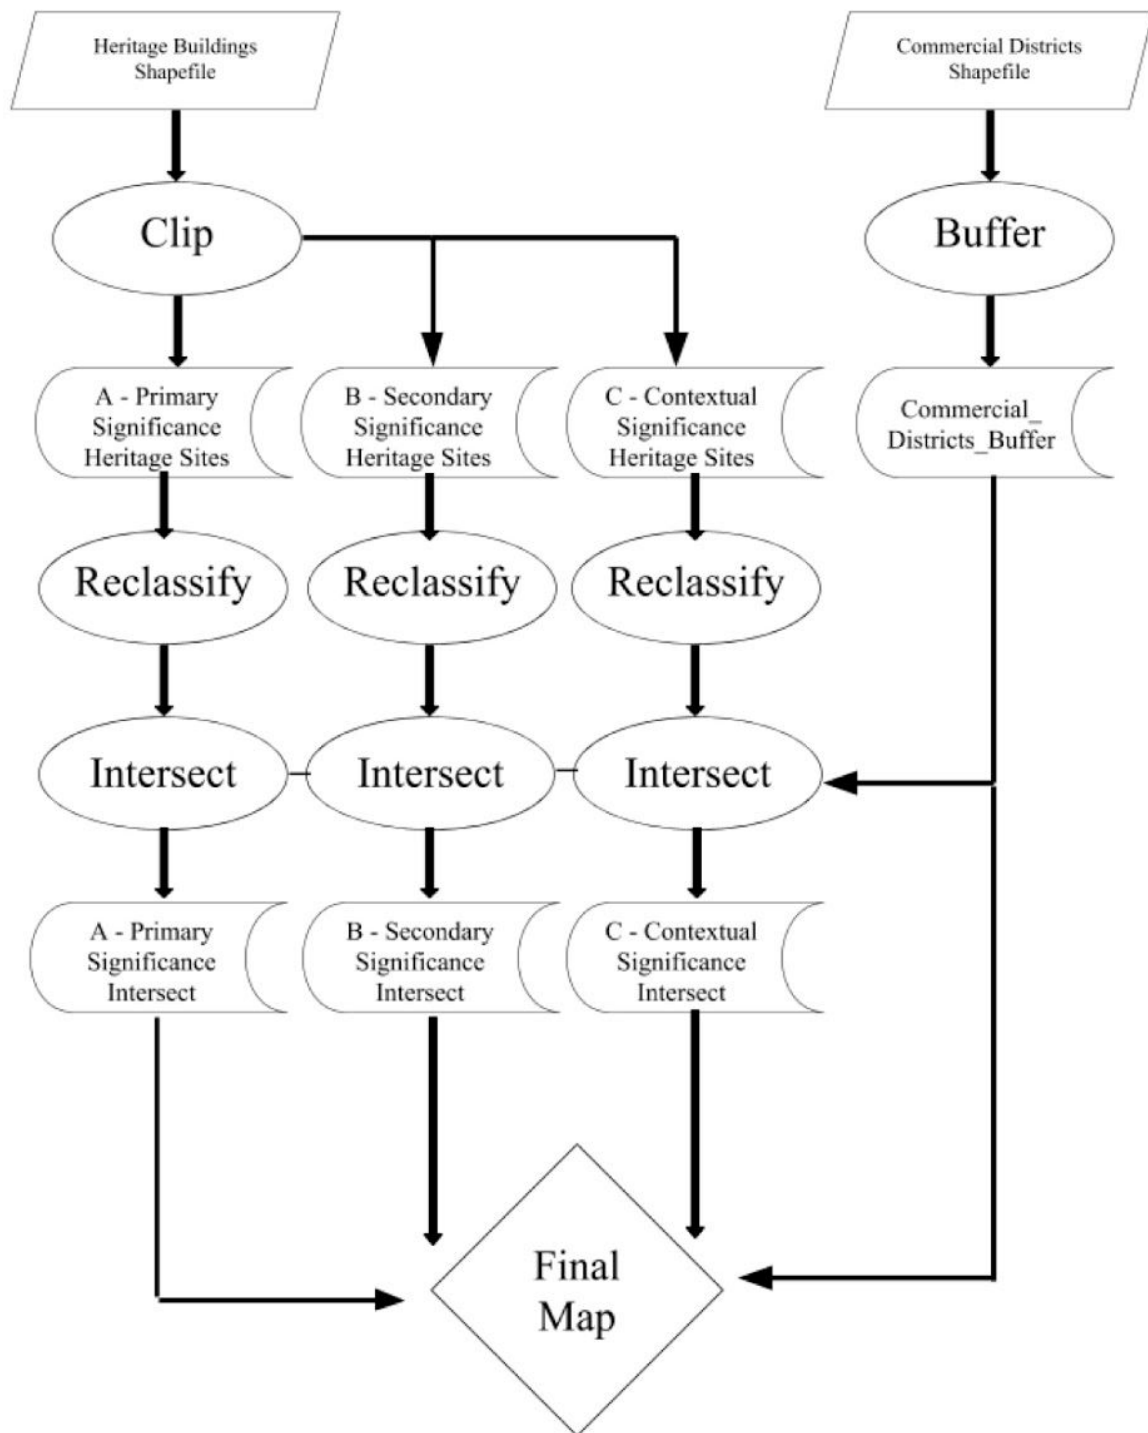 Heritage Buildings
Shapefile
Commercial Districts
Shapefile
Clip
Buffer
A - Primary
Significance
Heritage Sites
B - Secondary
Significance
Heritage Sites
C - Contextual
Significance
Heritage Sites
Commercial_
Districts_Buffer
Reclassify
Reclassify
Reclassify
Intersect
Intersect
Intersect
A - Primary
Significance
Intersect
B - Secondary
Significance
Intersect
C - Contextual
Significance
Intersect
Final
Map